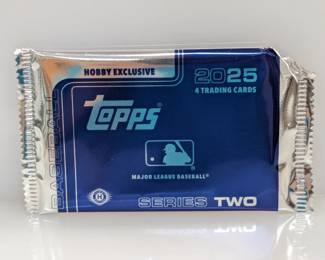 HOBBY EXCLUSIVE
2025
4 TRADING CARDS
Topps
BASEBALL
MAJOR LEAGUE BASEBALL®
H
SERIES TWO